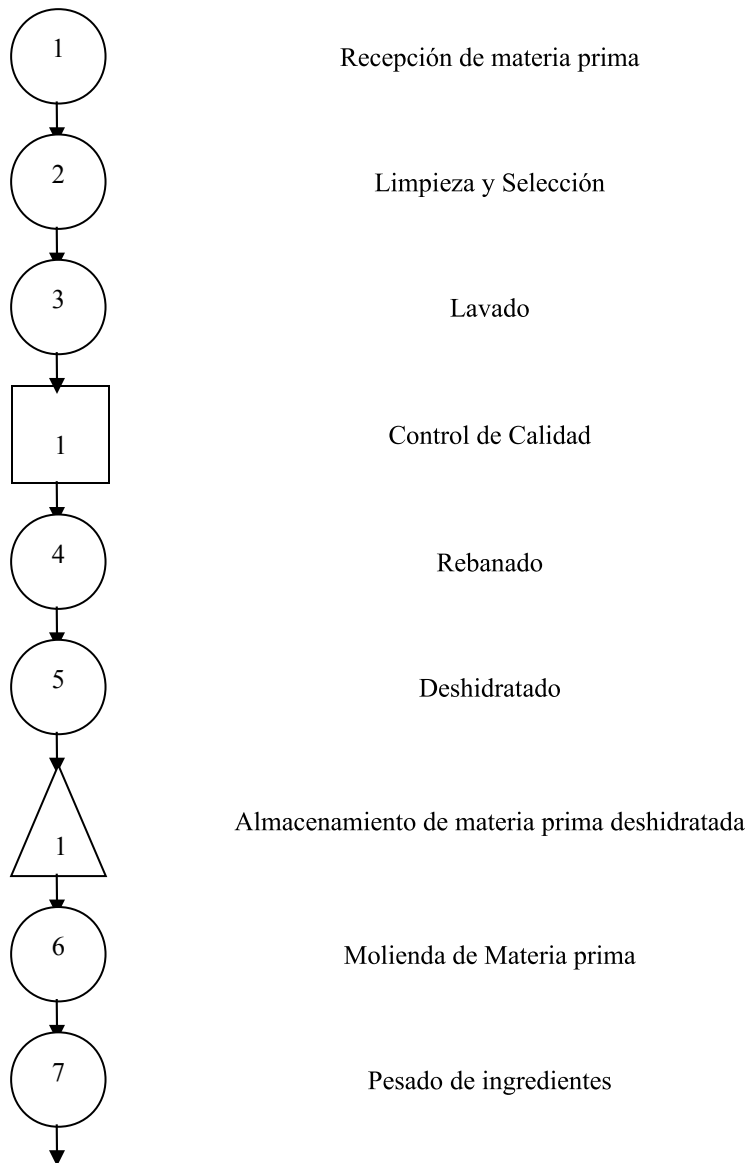 1 Recepción de materia prima
2 Limpieza y Selección
3 Lavado
1 Control de Calidad
4 Rebanado
5 Deshidratado
1 Almacenamiento de materia prima deshidratada
6 Molienda de Materia prima
7 Pesado de ingredientes